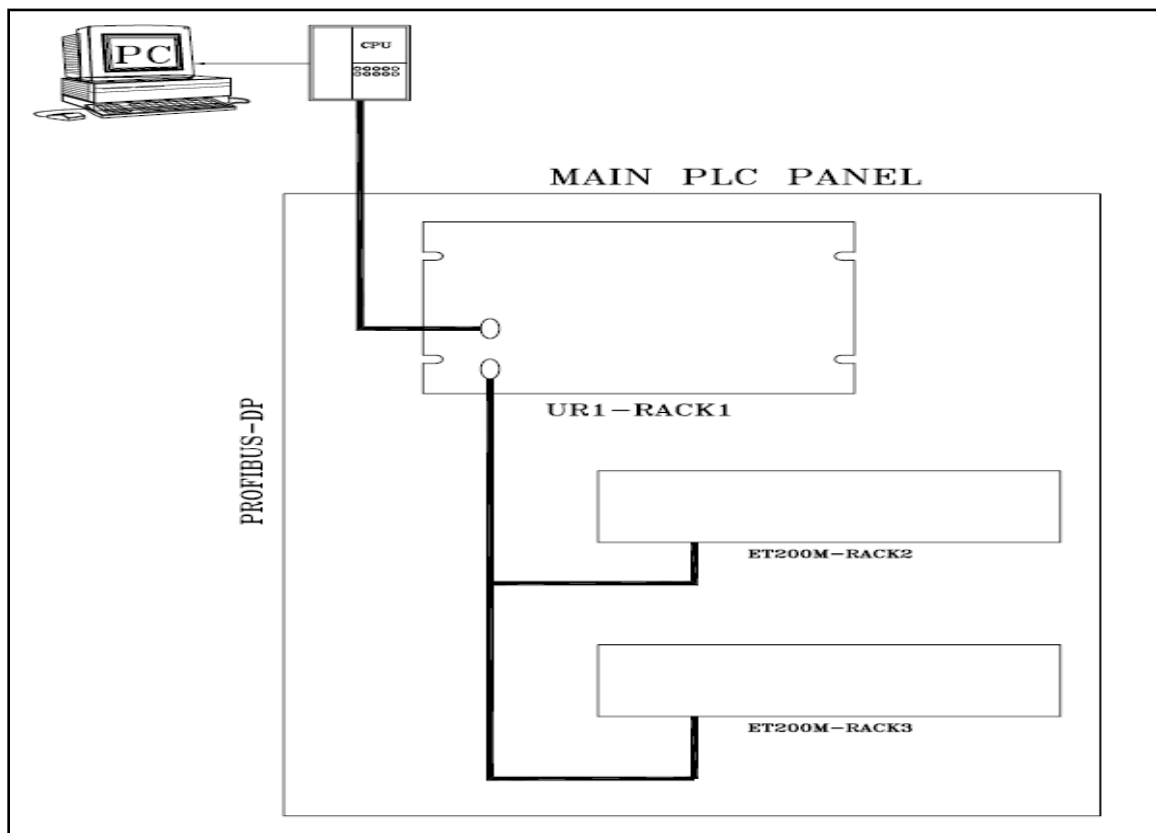 PC
CPU
MAIN PLC PANEL
UR1-RACK1
PROFIBUS-DP
ET200M-RACK2
ET200M-RACK3